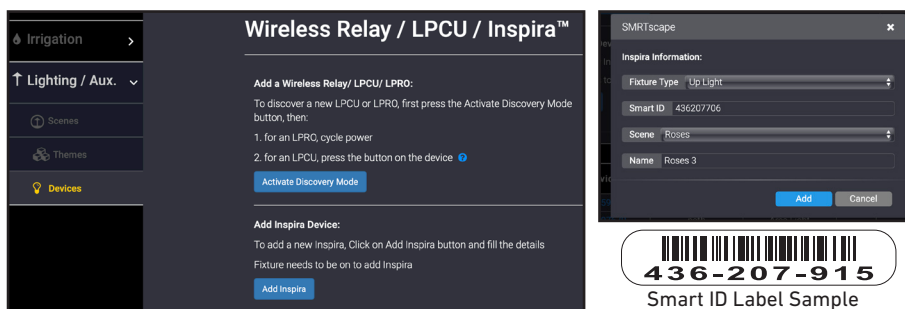 Irrigation
Lighting / Aux.
Scenes
Themes
Devices
Wireless Relay / LPCU / Inspira™
Add a Wireless Relay/ LPCU/ LPRO:
To discover a new LPCU or LPRO, first press the Activate Discovery Mode
button, then:
1. for an LPRO, cycle power
2. for an LPCU, press the button on the device ?
Activate Discovery Mode
Add Inspira Device:
To add a new Inspira, Click on Add Inspira button and fill the details
Fixture needs to be on to add Inspira
Add Inspira
SMRTscape
Inspira Information:
Fixture Type Up Light
Smart ID 436207706
Scene Roses
Name Roses 3
Add Cancel
436-207-915
Smart ID Label Sample